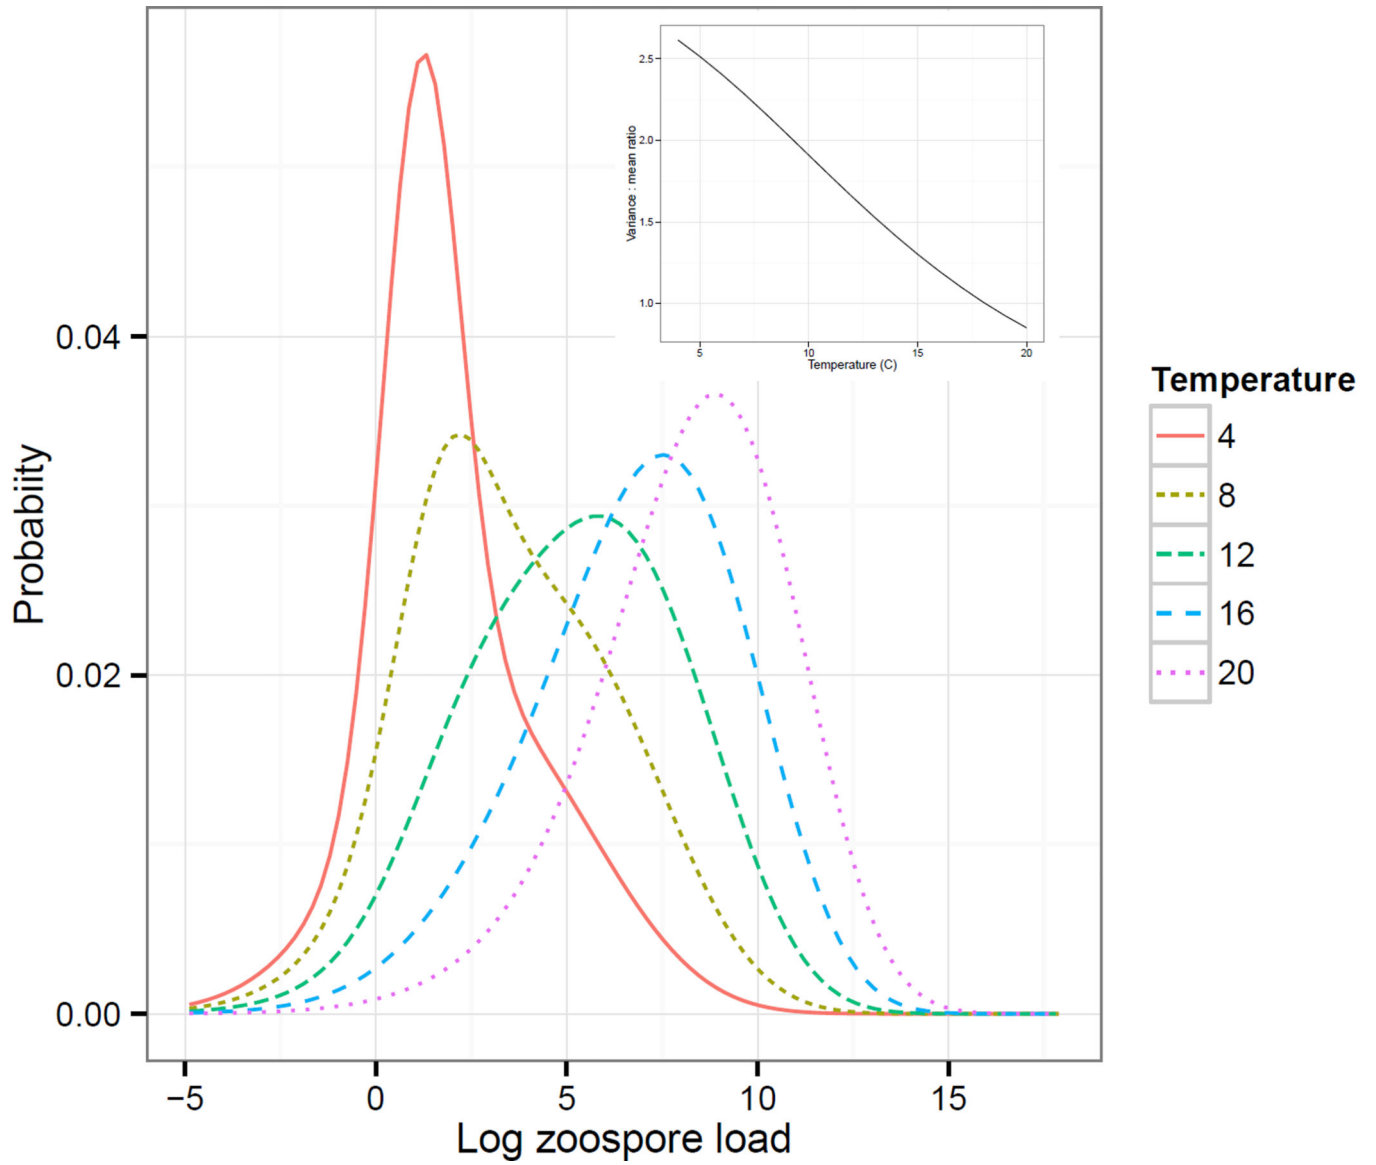 2.5
2.0
1.5
1.0
Variance : mean ratio
5 10 15 20
Temperature (C)
0.04
0.02
0.00
Probabiity
−5 0 5 10 15
Log zoospore load
Temperature
4
8
12
16
20